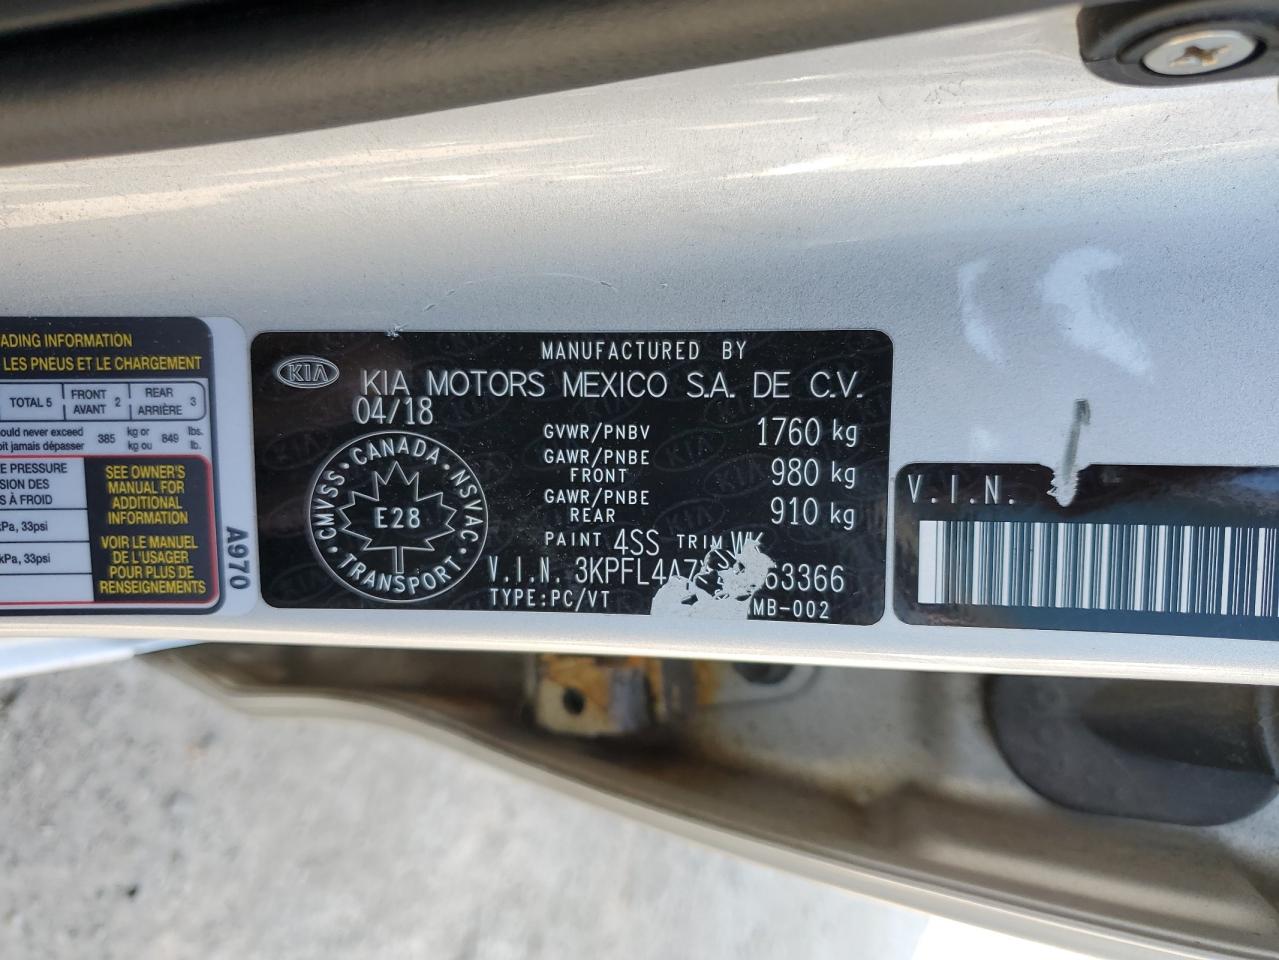 ADING INFORMATION
LES PNEUS ET LE CHARGEMENT
TOTAL 5 FRONT AVANT 2 REAR ARRIÈRE 3
ould never exceed 385 kg or 849 lbs.
oit jamais dépasser kg ou lb.
E PRESSURE
SION DES
S À FROID
kPa, 33psi
kPa, 33psi
SEE OWNER'S
MANUAL FOR
ADDITIONAL
INFORMATION
VOIR LE MANUEL
DE L'USAGER
POUR PLUS DE
RENSEIGNEMENTS
A970
KIA
MANUFACTURED BY
KIA MOTORS MEXICO S.A. DE C.V.
04/18
GVWR/PNBV 1760 kg
GAWR/PNBE FRONT 980 kg
GAWR/PNBE REAR 910 kg
PAINT 4SS TRIM WK
V.I.N. 3KPFL4A7 63366
TYPE:PC/VT MB-002
CMVSS · CANADA · NSVAC · TRANSPORT ·
E28
V.I.N.